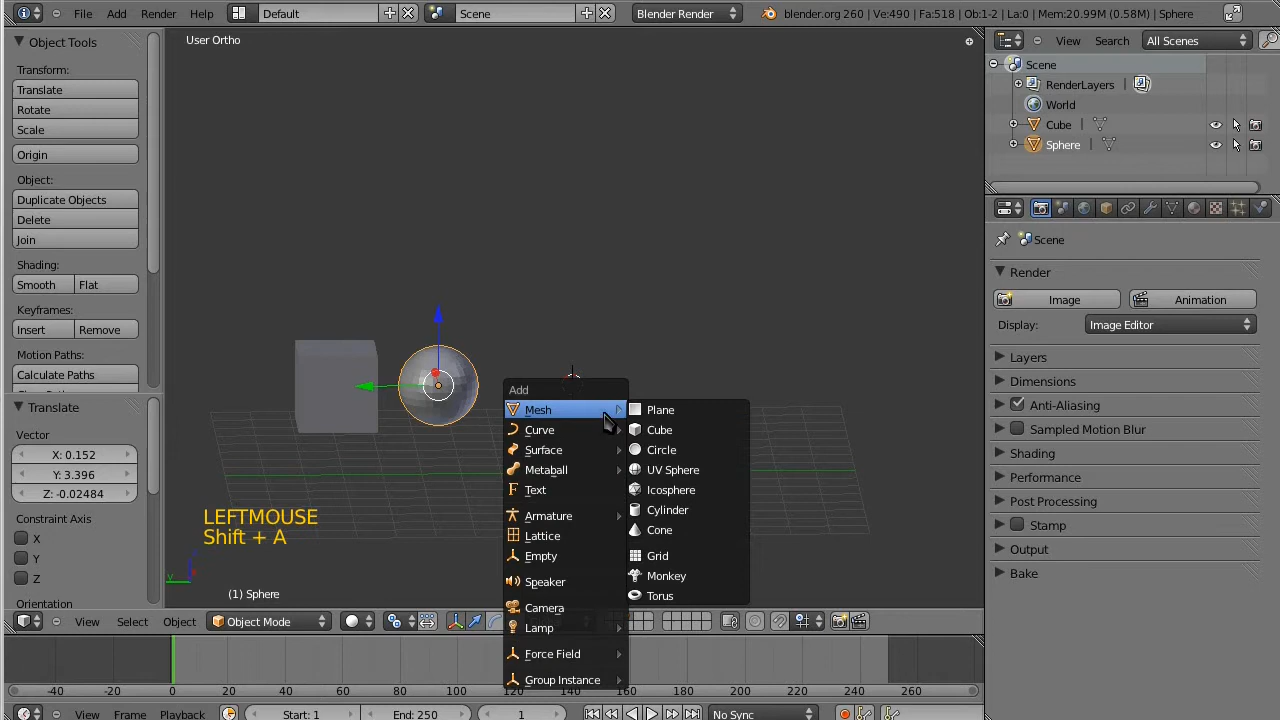 File Add Render Help Default Scene Blender Render blender.org 260 | Ve:490 | Fa:518 | Ob:1-2 | La:0 | Mem:20.99M (0.58M) | Sphere
Object Tools
Transform:
Translate
Rotate
Scale
Origin
Object:
Duplicate Objects
Delete
Join
Shading:
Smooth Flat
Keyframes:
Insert Remove
Motion Paths:
Calculate Paths
Translate
Vector
X: 0.152
Y: 3.396
Z: -0.02484
Constraint Axis
X
Y
Z
Orientation
User Ortho
LEFTMOUSE
Shift + A
(1) Sphere
Add
Mesh
Curve
Surface
Metaball
Text
Armature
Lattice
Empty
Speaker
Camera
Lamp
Force Field
Group Instance
Plane
Cube
Circle
UV Sphere
Icosphere
Cylinder
Cone
Grid
Monkey
Torus
View Select Object Object Mode
-40 -20 0 20 40 60 80 100 120 140 160 180 200 220 240 260
View Frame Playback Start: 1 End: 250 1 No Sync
View Search All Scenes
Scene
RenderLayers
World
Cube
Sphere
Scene
Render
Image Animation
Display: Image Editor
Layers
Dimensions
Anti-Aliasing
Sampled Motion Blur
Shading
Performance
Post Processing
Stamp
Output
Bake